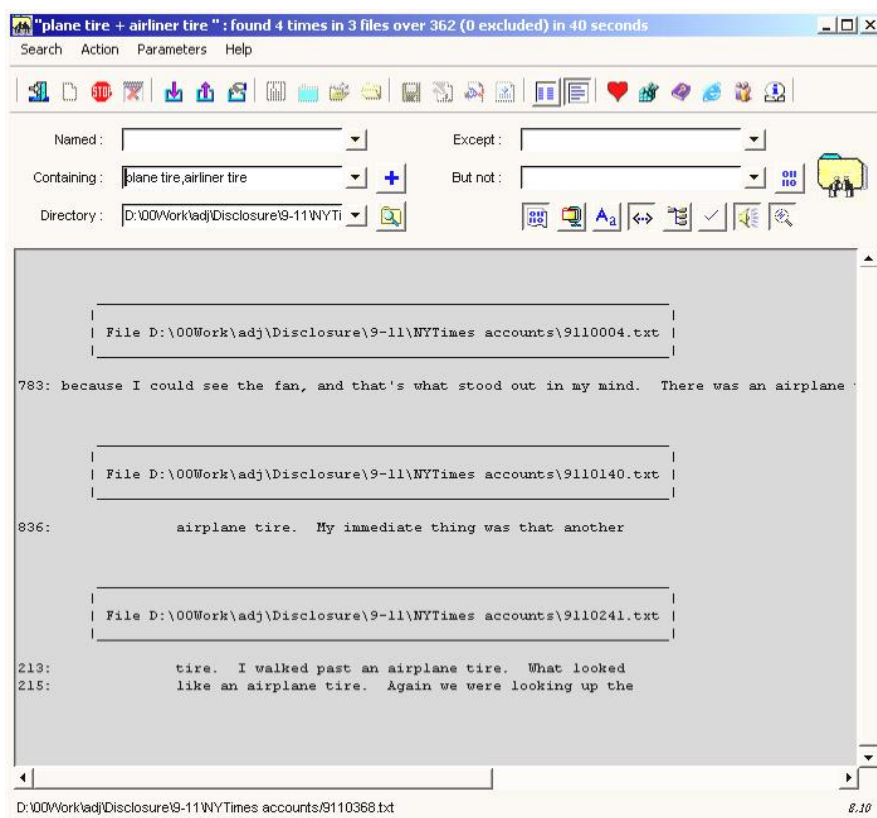 "plane tire + airliner tire " : found 4 times in 3 files over 362 (0 excluded) in 40 seconds
Search Action Parameters Help
STOP
Named :
Except :
Containing : plane tire,airliner tire
But not :
Directory : D:\00Work\adj\Disclosure\9-11\NYTi
File D:\00Work\adj\Disclosure\9-11\NYTimes accounts\9110004.txt
783: because I could see the fan, and that's what stood out in my mind. There was an airplane
File D:\00Work\adj\Disclosure\9-11\NYTimes accounts\9110140.txt
836: airplane tire. My immediate thing was that another
File D:\00Work\adj\Disclosure\9-11\NYTimes accounts\9110241.txt
213: tire. I walked past an airplane tire. What looked
215: like an airplane tire. Again we were looking up the
D:\00Work\adj\Disclosure\9-11\NYTimes accounts/9110368.txt
8.10